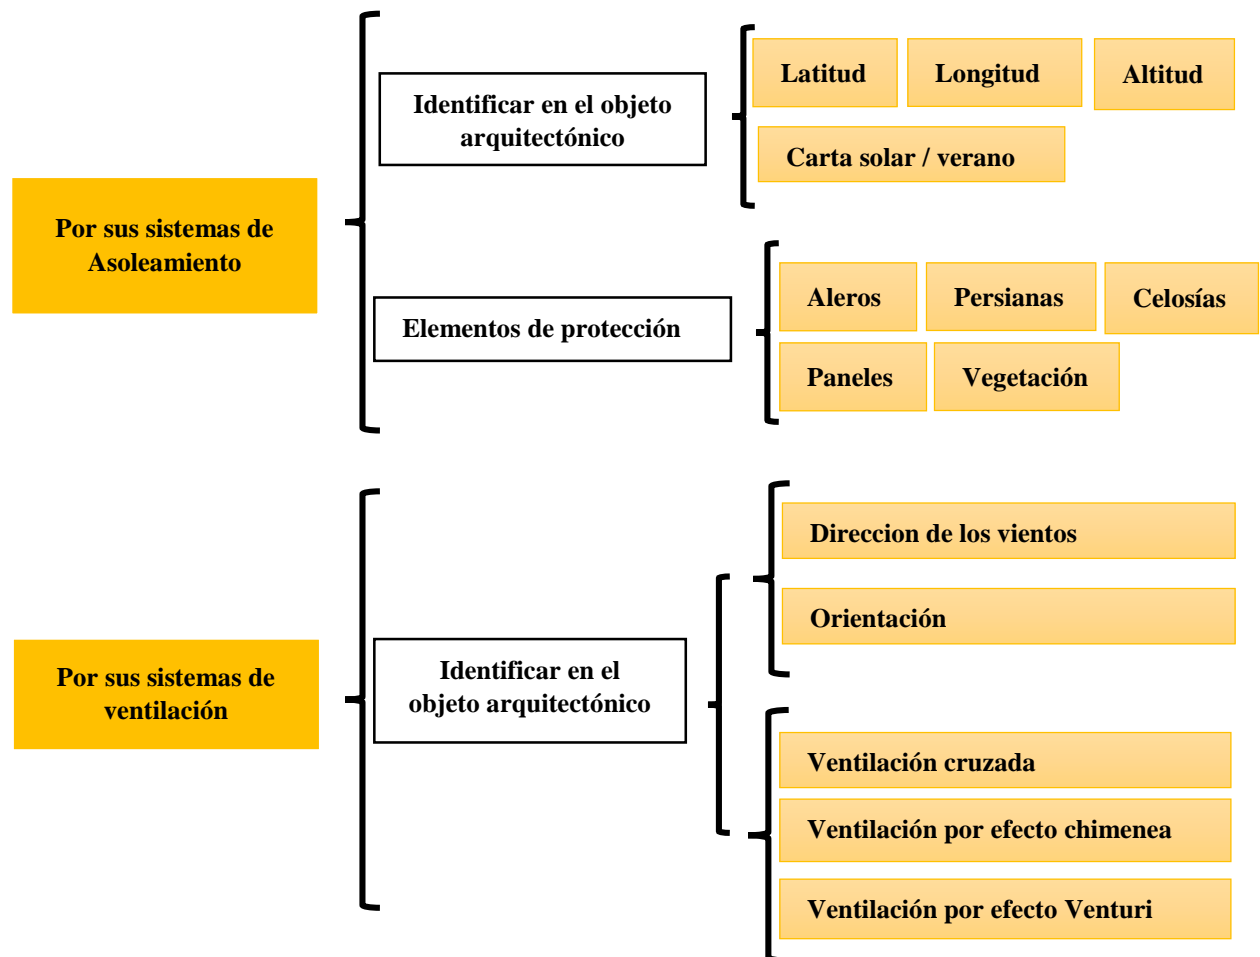 Por sus sistemas de
Asoleamiento
Identificar en el objeto
arquitectónico
Latitud
Longitud
Altitud
Carta solar / verano
Elementos de protección
Aleros
Persianas
Celosías
Paneles
Vegetación
Por sus sistemas de
ventilación
Identificar en el
objeto arquitectónico
Direccion de los vientos
Orientación
Ventilación cruzada
Ventilación por efecto chimenea
Ventilación por efecto Venturi